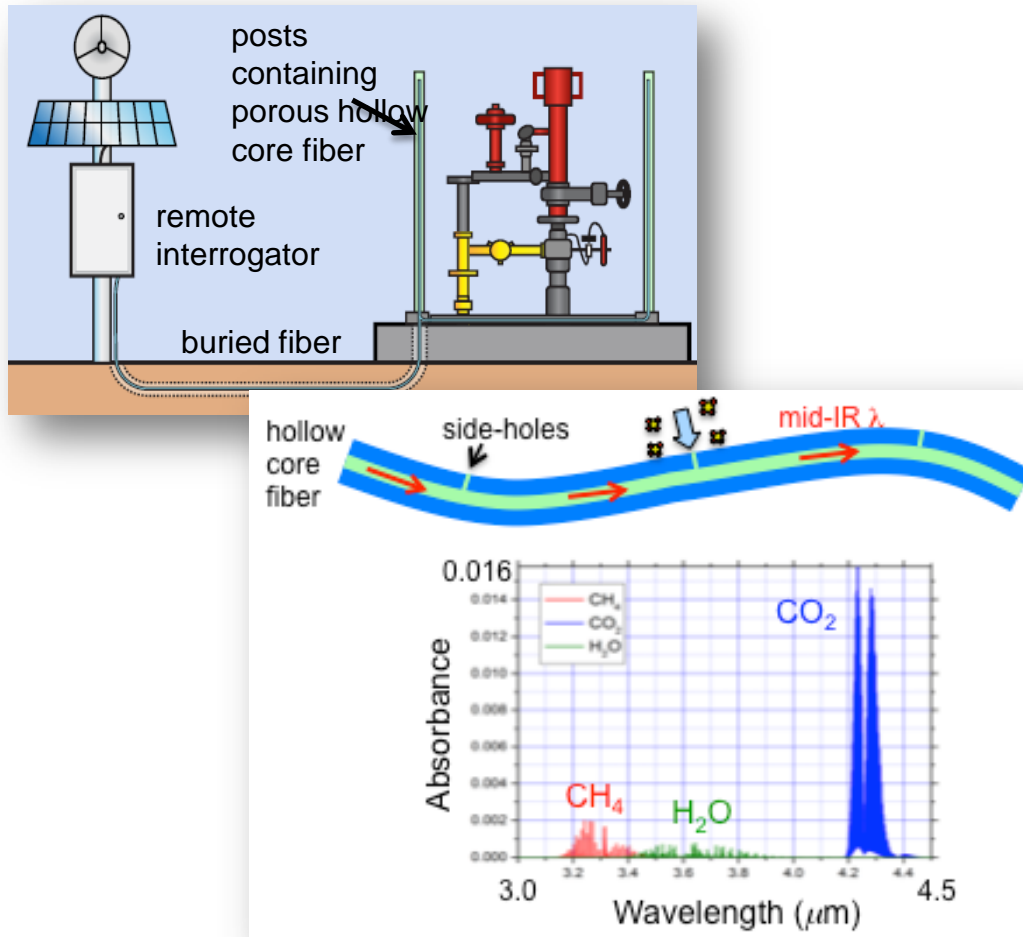 posts
containing
porous hollow
core fiber
remote
interrogator
buried fiber
hollow
core
fiber
side-holes
mid-IR λ
0.016
0.014
0.012
0.010
0.008
0.006
0.004
0.002
0.000
Absorbance
CH₄
CO₂
H₂O
CO₂
CH₄
H₂O
3.2 3.4 3.6 3.8 4.0 4.2 4.4
3.0 4.5
Wavelength (μm)